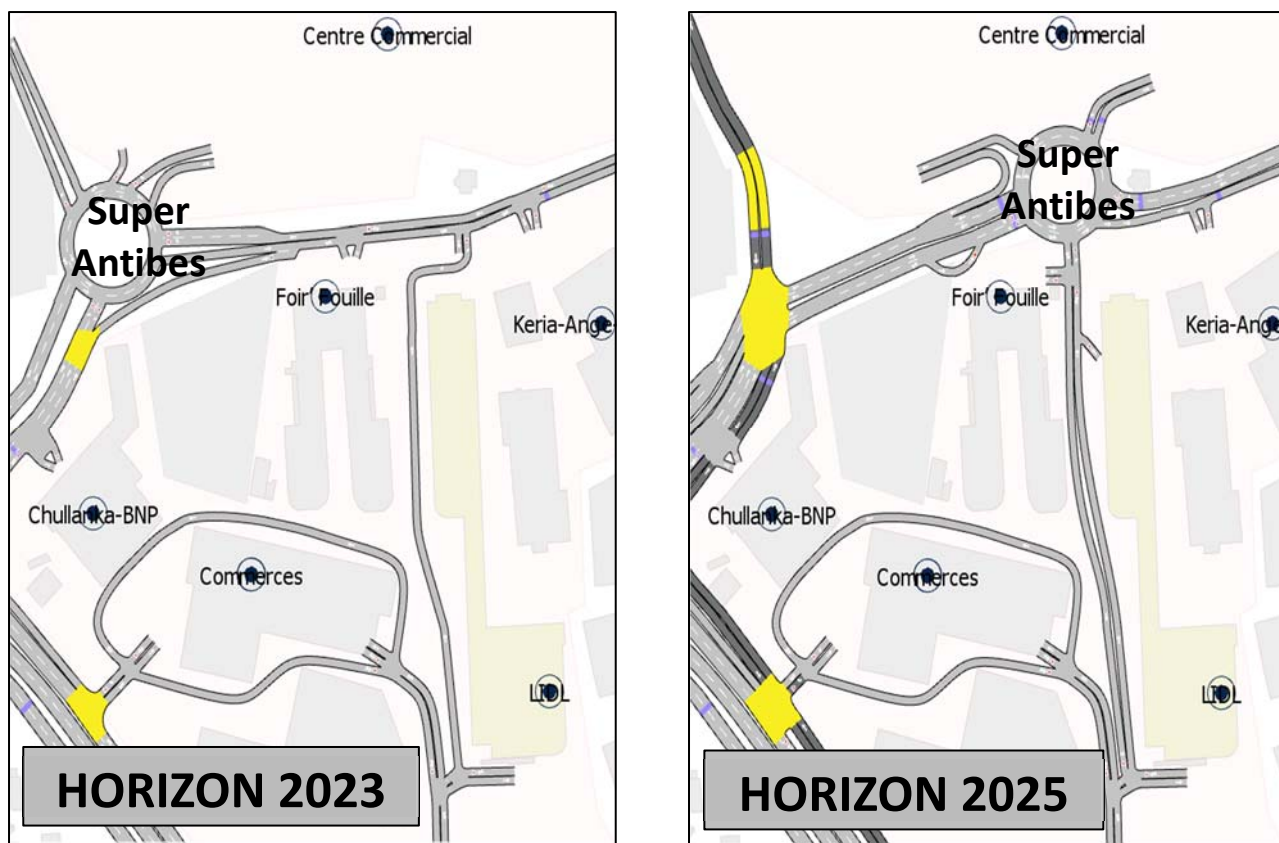 Centre Commercial
Super
Antibes
Foir' Fouille
Keria-Ange
Chullanka-BNP
Commerces
LIDL
HORIZON 2023
Centre Commercial
Super
Antibes
Foir' Fouille
Keria-Ange
Chullanka-BNP
Commerces
LIDL
HORIZON 2025